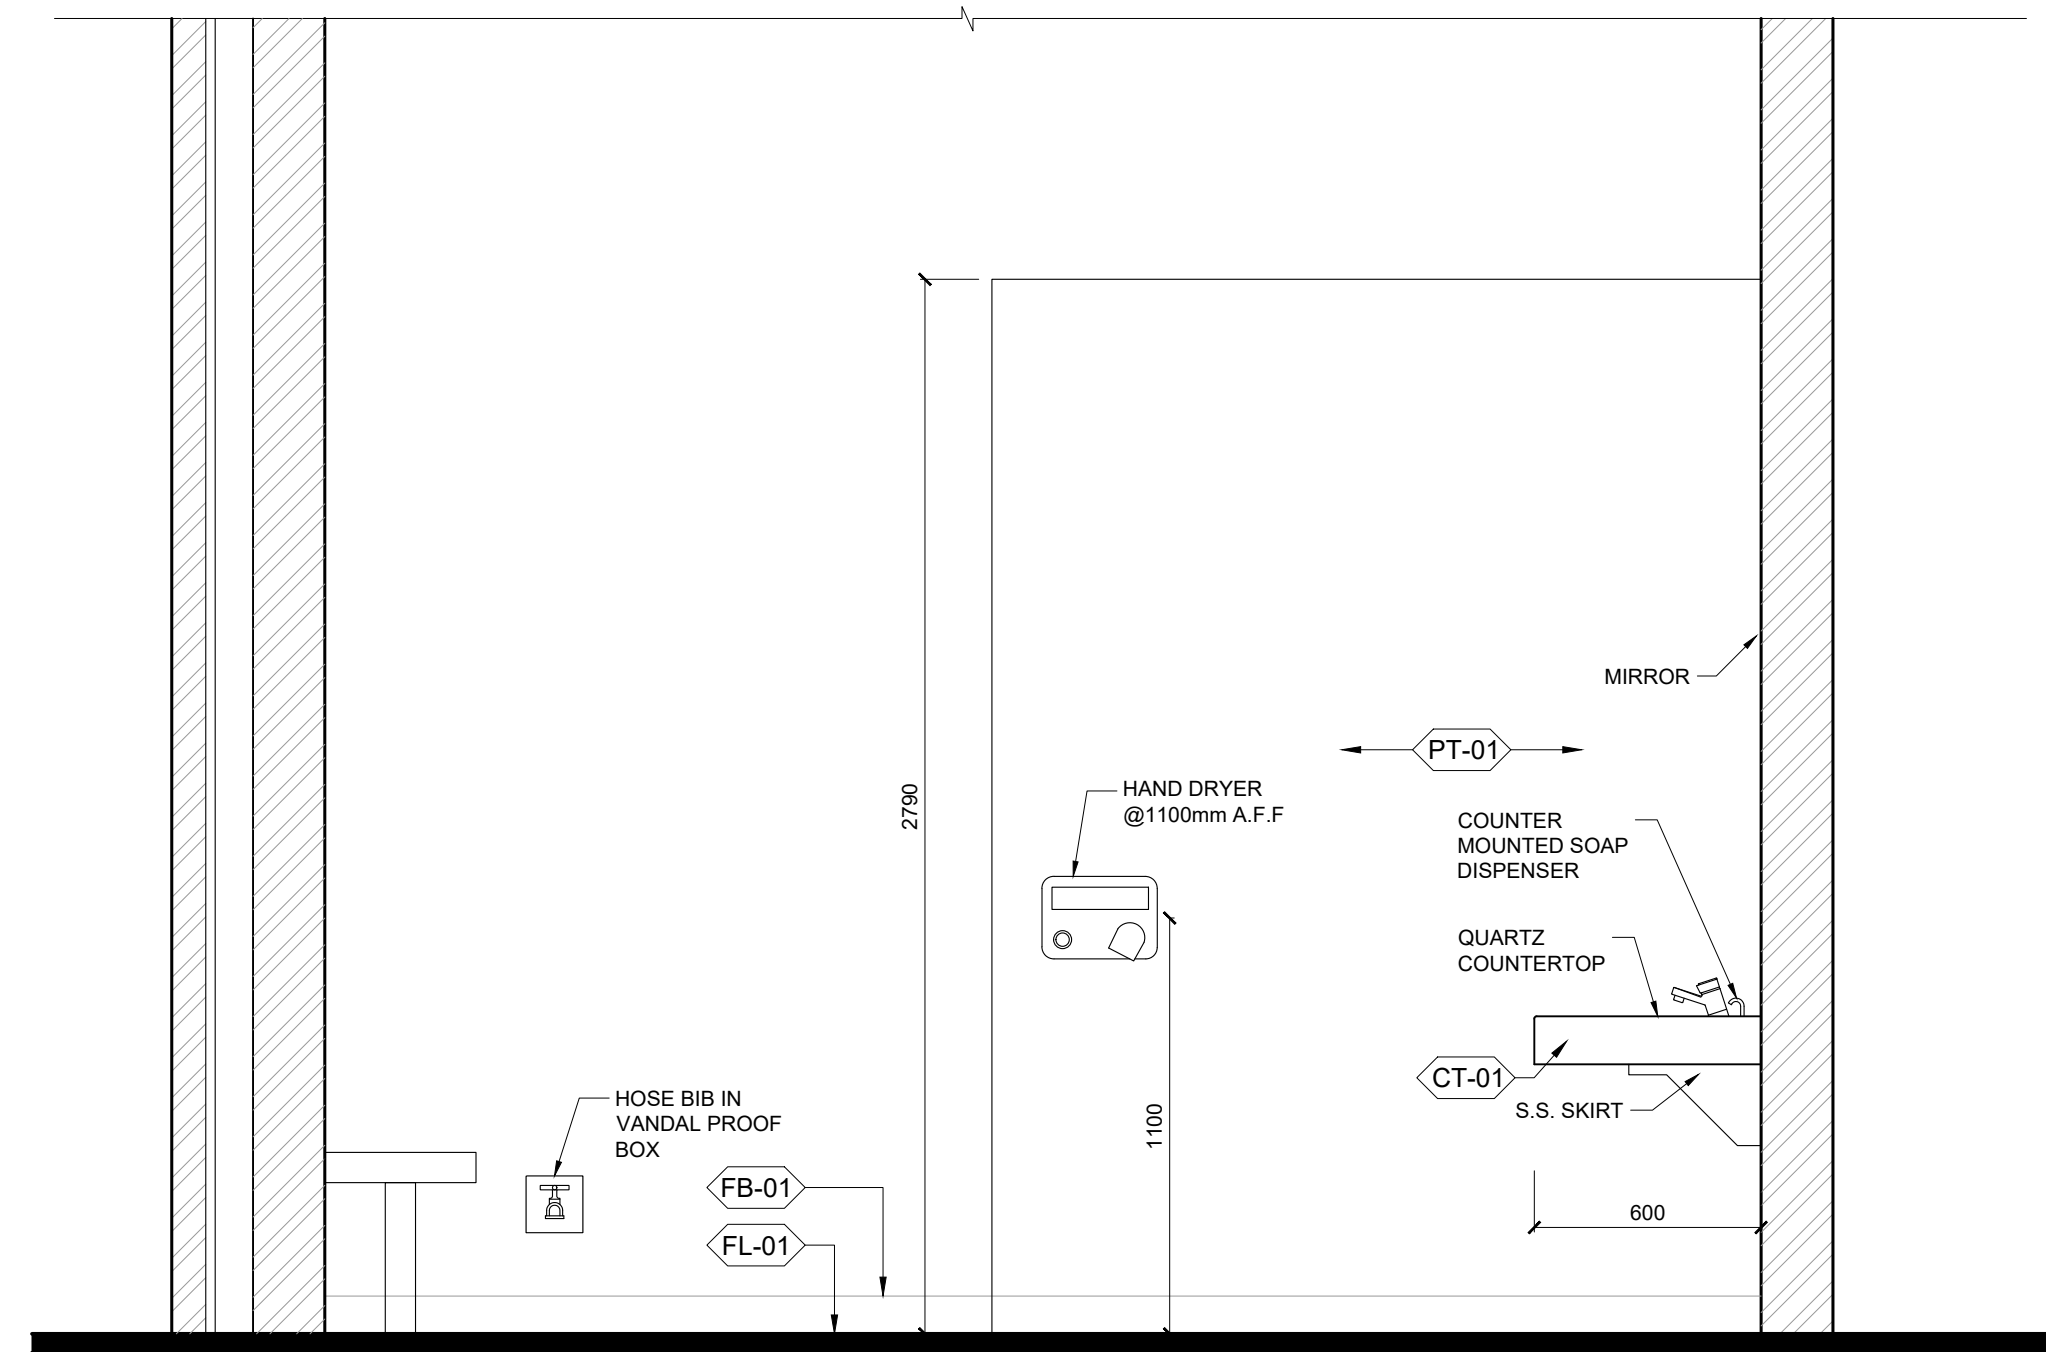 MIRROR
PT-01
2790
HAND DRYER
@1100mm A.F.F
COUNTER
MOUNTED SOAP
DISPENSER
QUARTZ
COUNTERTOP
CT-01
S.S. SKIRT
1100
HOSE BIB IN
VANDAL PROOF
BOX
FB-01
FL-01
600